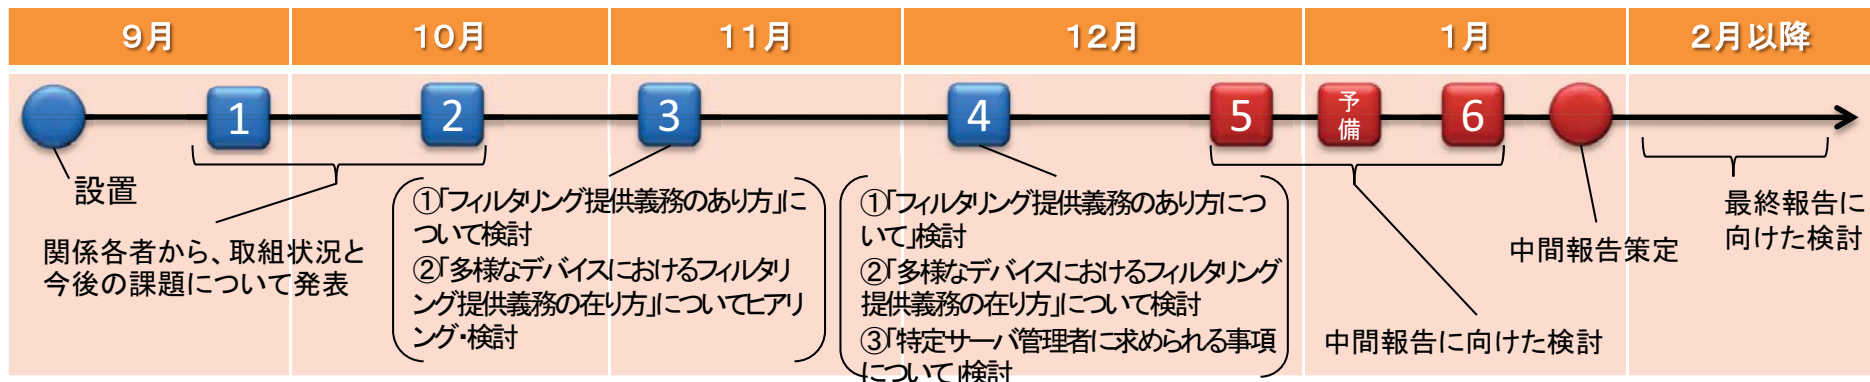 9月
10月
11月
12月
1月
2月以降
1
2
3
4
5
予
備
6
設置
関係各者から、取組状況と
今後の課題について発表
①「フィルタリング提供義務のあり方」に
ついて検討
②「多様なデバイスにおけるフィルタリ
ング提供義務の在り方」についてヒアリ
ング・検討
①「フィルタリング提供義務のあり方につ
いて」検討
②「多様なデバイスにおけるフィルタリング
提供義務の在り方」について検討
③「特定サーバ管理者に求められる事項
について」検討
中間報告に向けた検討
中間報告策定
最終報告に
向けた検討